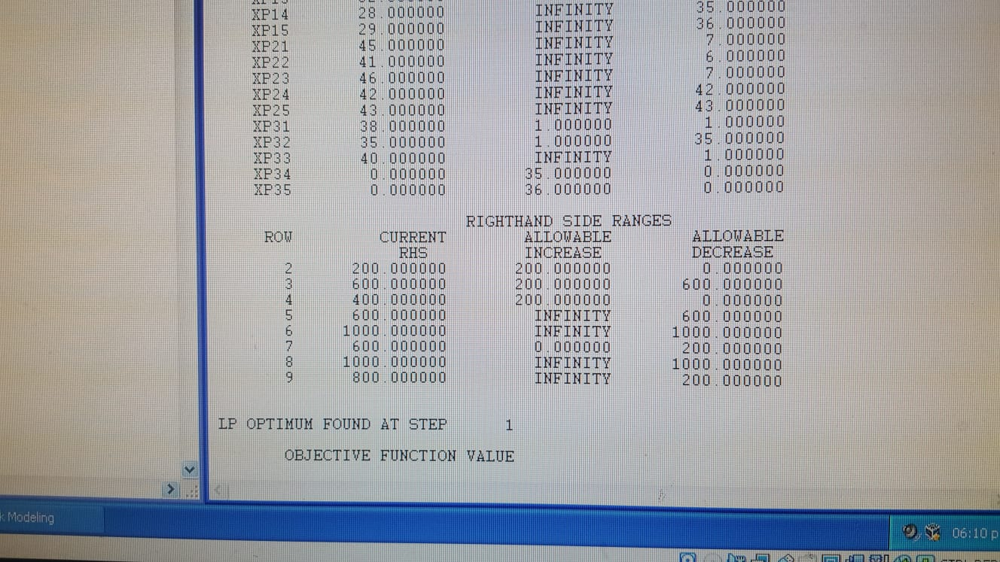 XP14 28.000000 INFINITY 35.000000
XP15 29.000000 INFINITY 36.000000
XP21 45.000000 INFINITY 7.000000
XP22 41.000000 INFINITY 6.000000
XP23 46.000000 INFINITY 7.000000
XP24 42.000000 INFINITY 42.000000
XP25 43.000000 INFINITY 43.000000
XP31 38.000000 1.000000 1.000000
XP32 35.000000 1.000000 35.000000
XP33 40.000000 INFINITY 1.000000
XP34 0.000000 35.000000 0.000000
XP35 0.000000 36.000000 0.000000
RIGHTHAND SIDE RANGES
ROW CURRENT ALLOWABLE ALLOWABLE
RHS INCREASE DECREASE
2 200.000000 200.000000 0.000000
3 600.000000 200.000000 600.000000
4 400.000000 200.000000 0.000000
5 600.000000 INFINITY 600.000000
6 1000.000000 INFINITY 1000.000000
7 600.000000 0.000000 200.000000
8 1000.000000 INFINITY 1000.000000
9 800.000000 INFINITY 200.000000
LP OPTIMUM FOUND AT STEP 1
OBJECTIVE FUNCTION VALUE
k Modeling
06:10 p